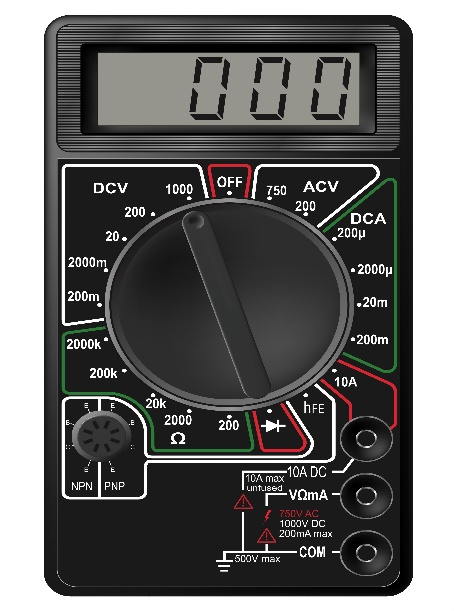 000
DCV 1000 OFF 750 ACV
200 200 DCA
20 200µ
2000m 2000µ
200m 20m
2000k 200m
200k 10A
20k hFE
2000 200
Ω
E E
E E
NPN PNP
10A max
unfused
10A DC
VΩmA
750V AC
1000V DC
200mA max
500V max
COM